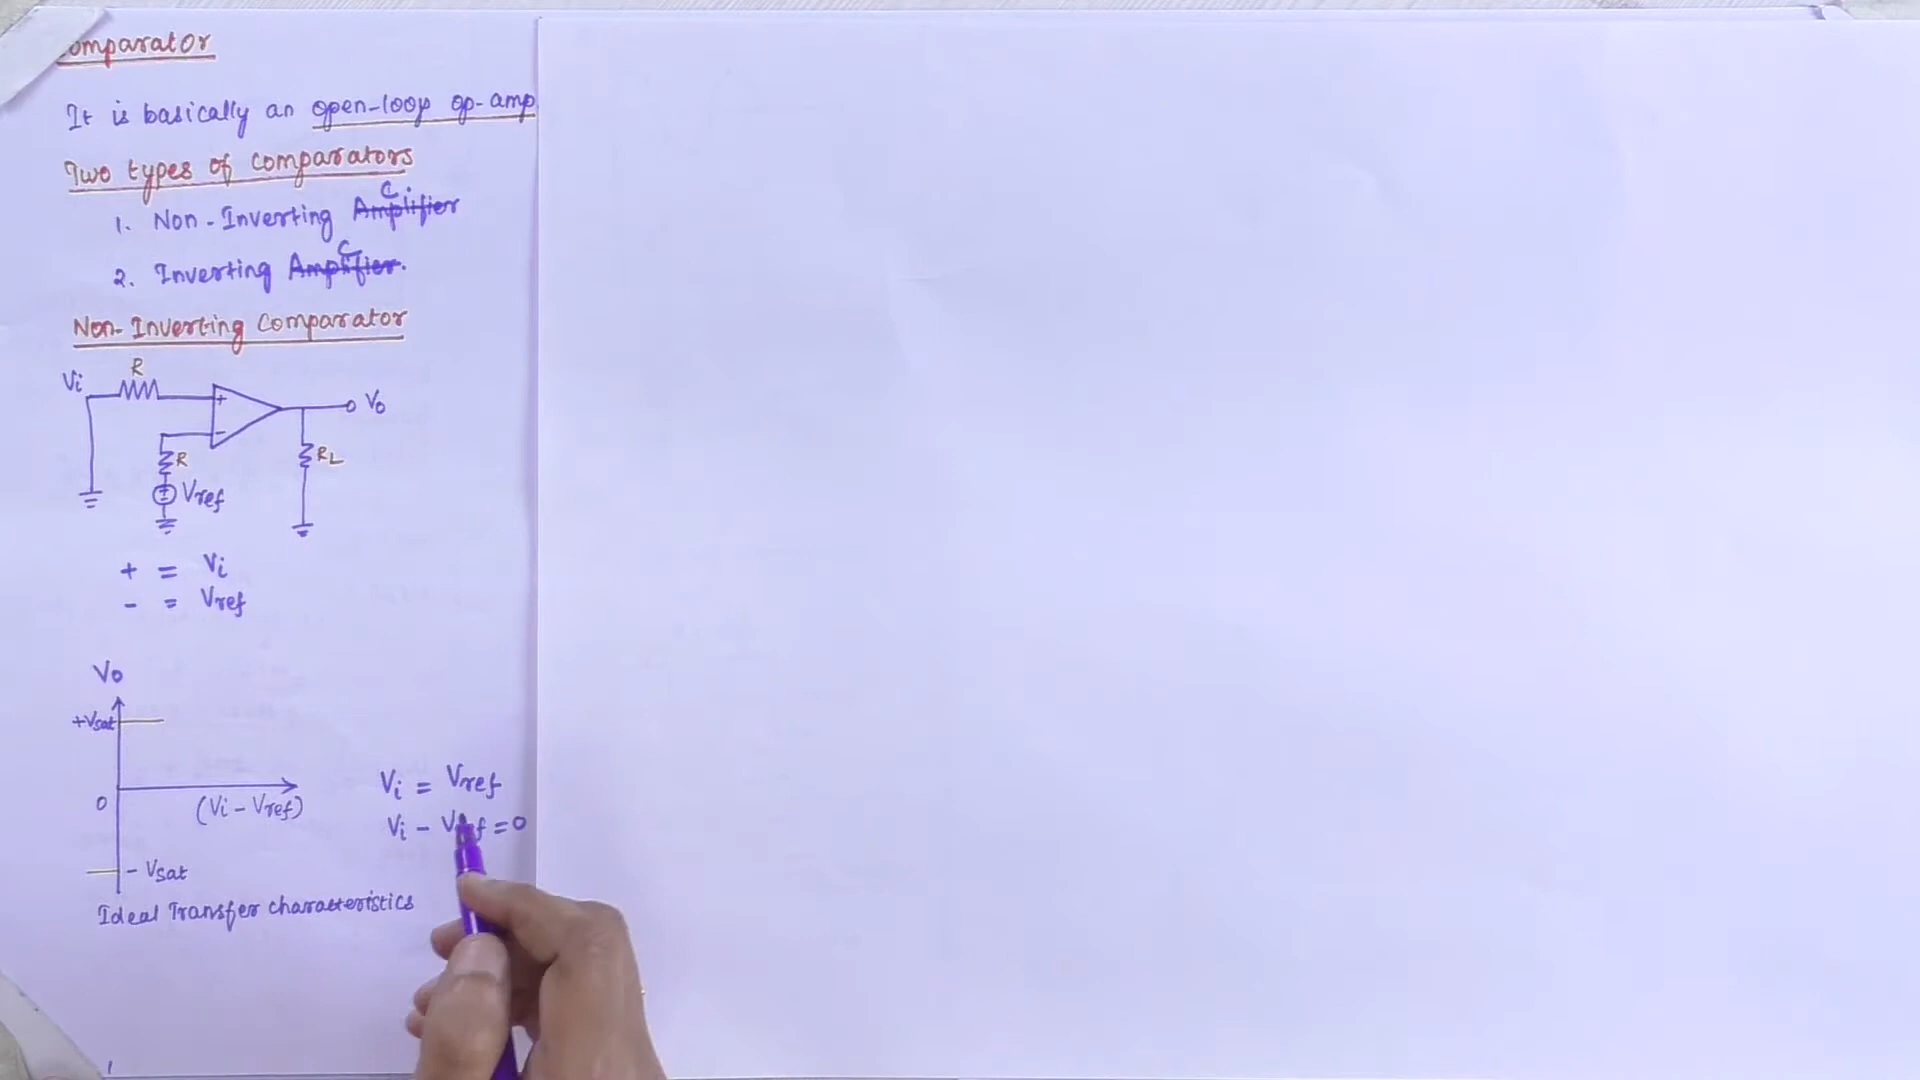 omparator
It is basically an open-loop op-amp
Two types of comparators
C.
1. Non-Inverting Amplifier
C
2. Inverting Amplifier.
Non-Inverting Comparator
R
Vi
+
Vo
-
R
RL
Vref
+ = Vi
- = Vref
Vo
+Vsat
0
(Vi - Vref)
Vi = Vref
Vi - = 0
- Vsat
Ideal Transfer characteristics